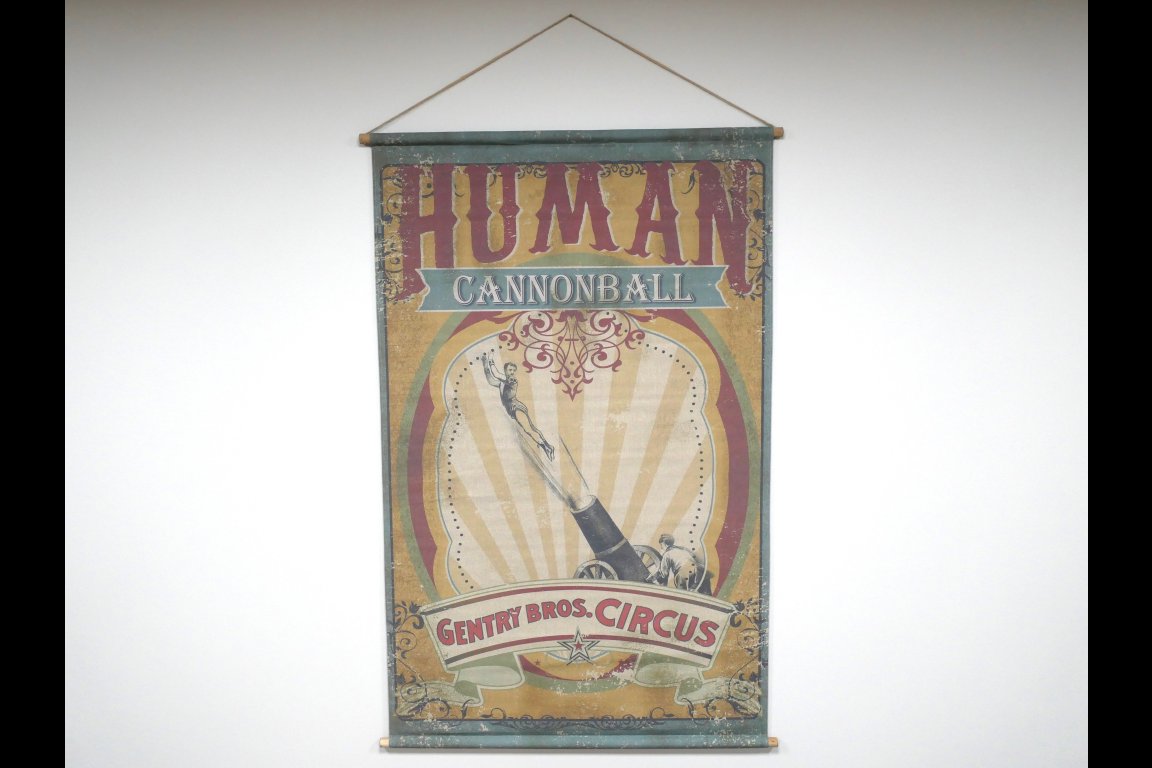 HUMAN
CANNONBALL
GENTRY BROS. CIRCUS